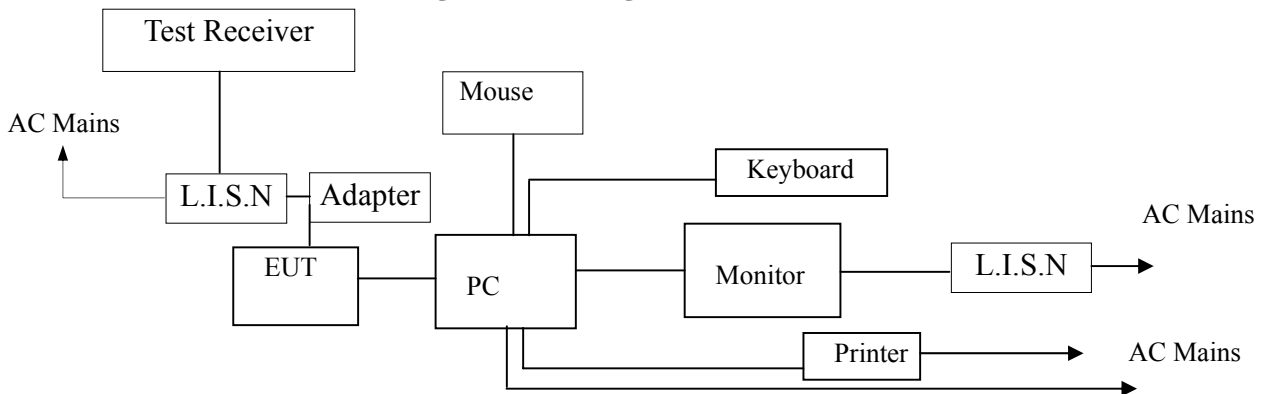 Test Receiver
Mouse
AC Mains
Keyboard
L.I.S.N
Adapter
AC Mains
EUT
PC
Monitor
L.I.S.N
Printer
AC Mains